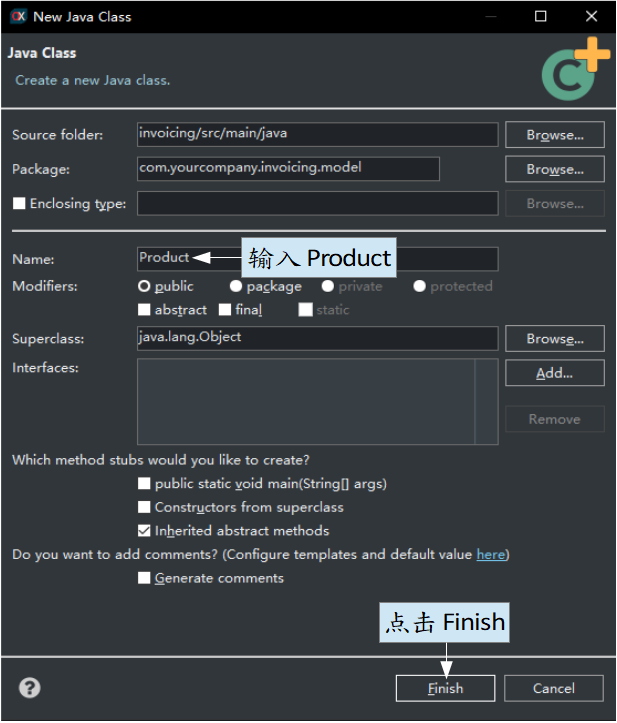 New Java Class
Java Class
Create a new Java class.
Source folder: invoicing/src/main/java Browse...
Package: com.yourcompany.invoicing.model Browse...
Enclosing type: Browse...
Name: Product 输入 Product
Modifiers: public package private protected
abstract final static
Superclass: java.lang.Object Browse...
Interfaces: Add...
Remove
Which method stubs would you like to create?
public static void main(String[] args)
Constructors from superclass
Inherited abstract methods
Do you want to add comments? (Configure templates and default value here)
Generate comments
点击 Finish
Finish Cancel